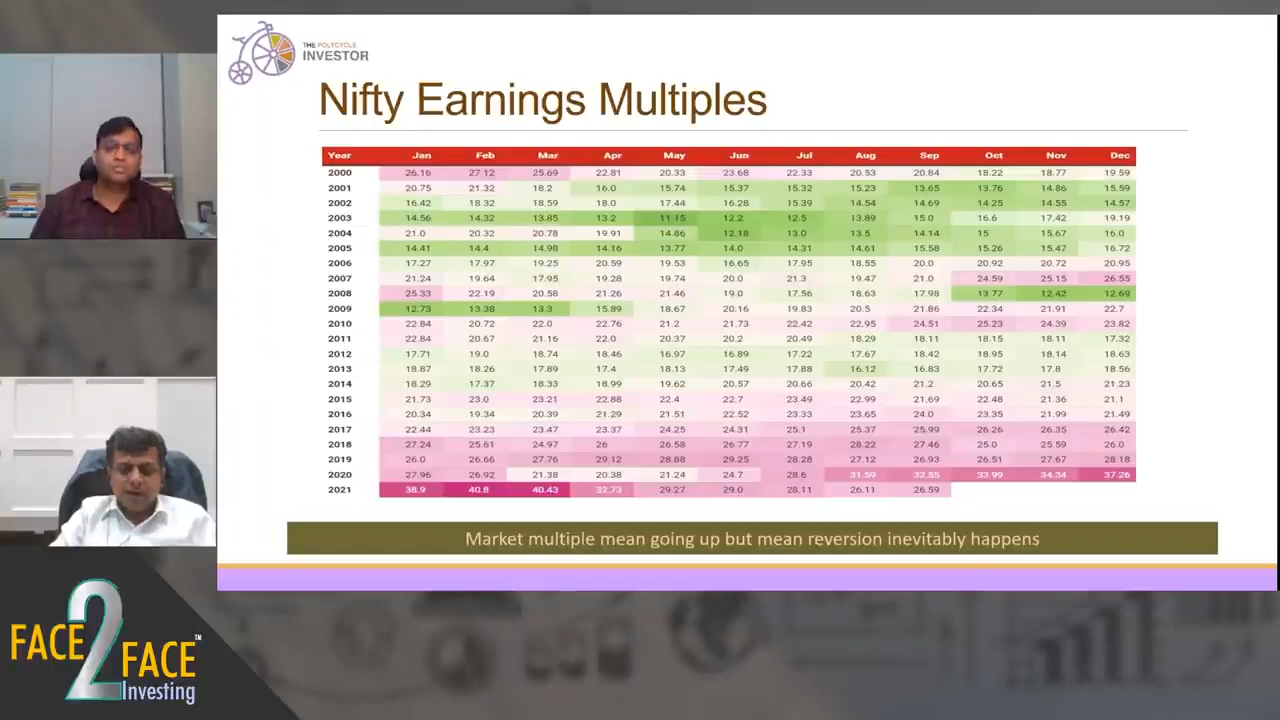 THE POLYCYCLE
INVESTOR
Nifty Earnings Multiples
Year Jan Feb Mar Apr May Jun Jul Aug Sep Oct Nov Dec
2000 26.16 27.12 25.69 22.81 20.33 23.68 22.33 20.53 20.84 18.22 18.77 19.59
2001 20.75 21.32 18.2 16.0 15.74 15.37 15.32 15.23 13.65 13.76 14.86 15.59
2002 16.42 18.32 18.59 18.0 17.44 16.28 15.39 14.54 14.69 14.25 14.55 14.57
2003 14.56 14.32 13.85 13.2 11.15 12.2 12.5 13.89 15.0 16.6 17.42 19.19
2004 21.0 20.32 20.78 19.91 14.86 12.18 13.0 13.5 14.14 15 15.67 16.0
2005 14.41 14.4 14.98 14.16 13.77 14.0 14.31 14.61 15.58 15.26 15.47 16.72
2006 17.27 17.97 19.25 20.59 19.53 16.65 17.95 18.55 20.0 20.92 20.72 20.95
2007 21.24 19.64 17.95 19.28 19.74 20.0 21.3 19.47 21.0 24.59 25.15 26.55
2008 25.33 22.19 20.58 21.26 21.46 19.0 17.56 18.63 17.98 13.77 12.42 12.69
2009 12.73 13.38 13.3 15.89 18.67 20.16 19.83 20.5 21.86 22.34 21.91 22.7
2010 22.84 20.72 22.0 22.76 21.2 21.73 22.42 22.95 24.51 25.23 24.39 23.82
2011 22.84 20.67 21.16 22.0 20.37 20.2 20.49 18.29 18.11 18.15 18.11 17.32
2012 17.71 19.0 18.74 18.46 16.97 16.89 17.22 17.67 18.42 18.95 18.14 18.63
2013 18.87 18.26 17.89 17.4 18.13 17.49 17.88 16.12 16.83 17.72 17.8 18.56
2014 18.29 17.37 18.33 18.99 19.62 20.57 20.66 20.42 21.2 20.65 21.5 21.23
2015 21.73 23.0 23.21 22.88 22.4 22.7 23.49 22.99 21.69 22.48 21.36 21.1
2016 20.34 19.34 20.39 21.29 21.51 22.52 23.33 23.65 24.0 23.35 21.99 21.49
2017 22.44 23.23 23.47 23.37 24.25 24.31 25.1 25.37 25.99 26.26 26.35 26.42
2018 27.24 25.61 24.97 26 26.58 26.77 27.19 28.22 27.46 25.0 25.59 26.0
2019 26.0 26.66 27.76 29.12 28.88 29.25 28.28 27.12 26.93 26.51 27.67 28.18
2020 27.96 26.92 21.38 20.38 21.24 24.7 28.6 31.59 32.55 33.99 34.34 37.26
2021 38.9 40.8 40.43 32.73 29.27 29.0 28.11 26.11 26.59
Market multiple mean going up but mean reversion inevitably happens
FACE 2 FACE ™
Investing